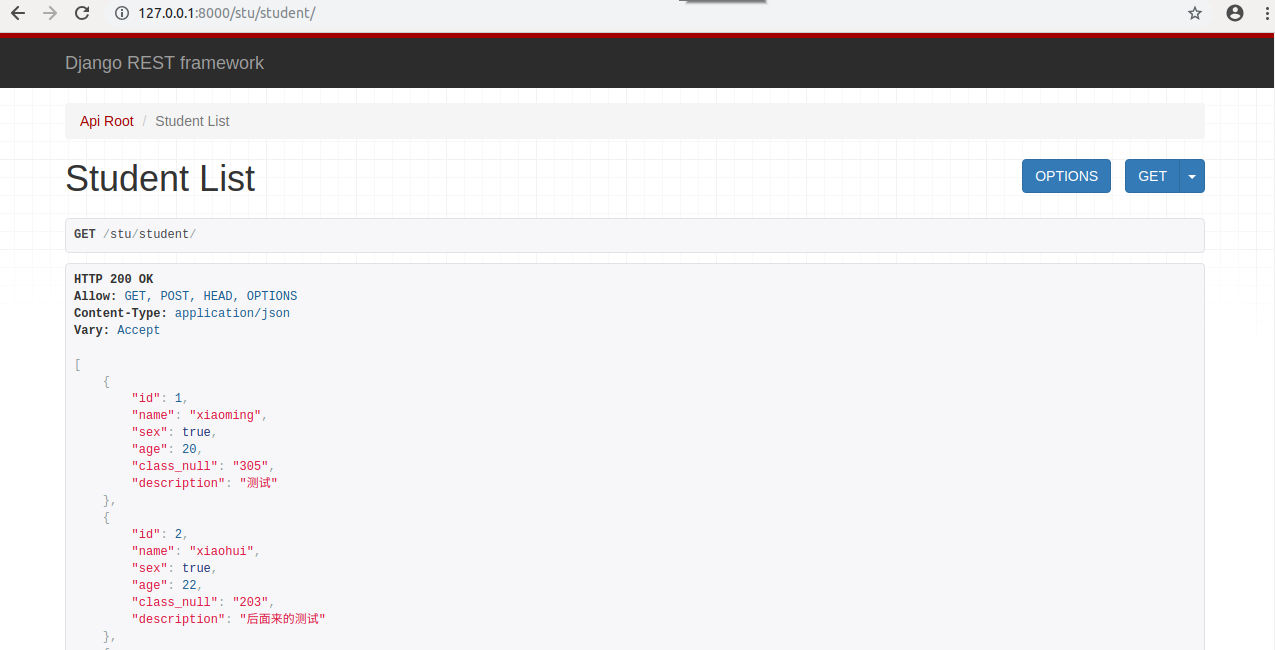 127.0.0.1:8000/stu/student/
Django REST framework
Api Root / Student List
Student List
OPTIONS
GET
GET /stu/student/
HTTP 200 OK
Allow: GET, POST, HEAD, OPTIONS
Content-Type: application/json
Vary: Accept
[
    {
        "id": 1,
        "name": "xiaoming",
        "sex": true,
        "age": 20,
        "class_null": "305",
        "description": "测试"
    },
    {
        "id": 2,
        "name": "xiaohui",
        "sex": true,
        "age": 22,
        "class_null": "203",
        "description": "后面来的测试"
    },
    {